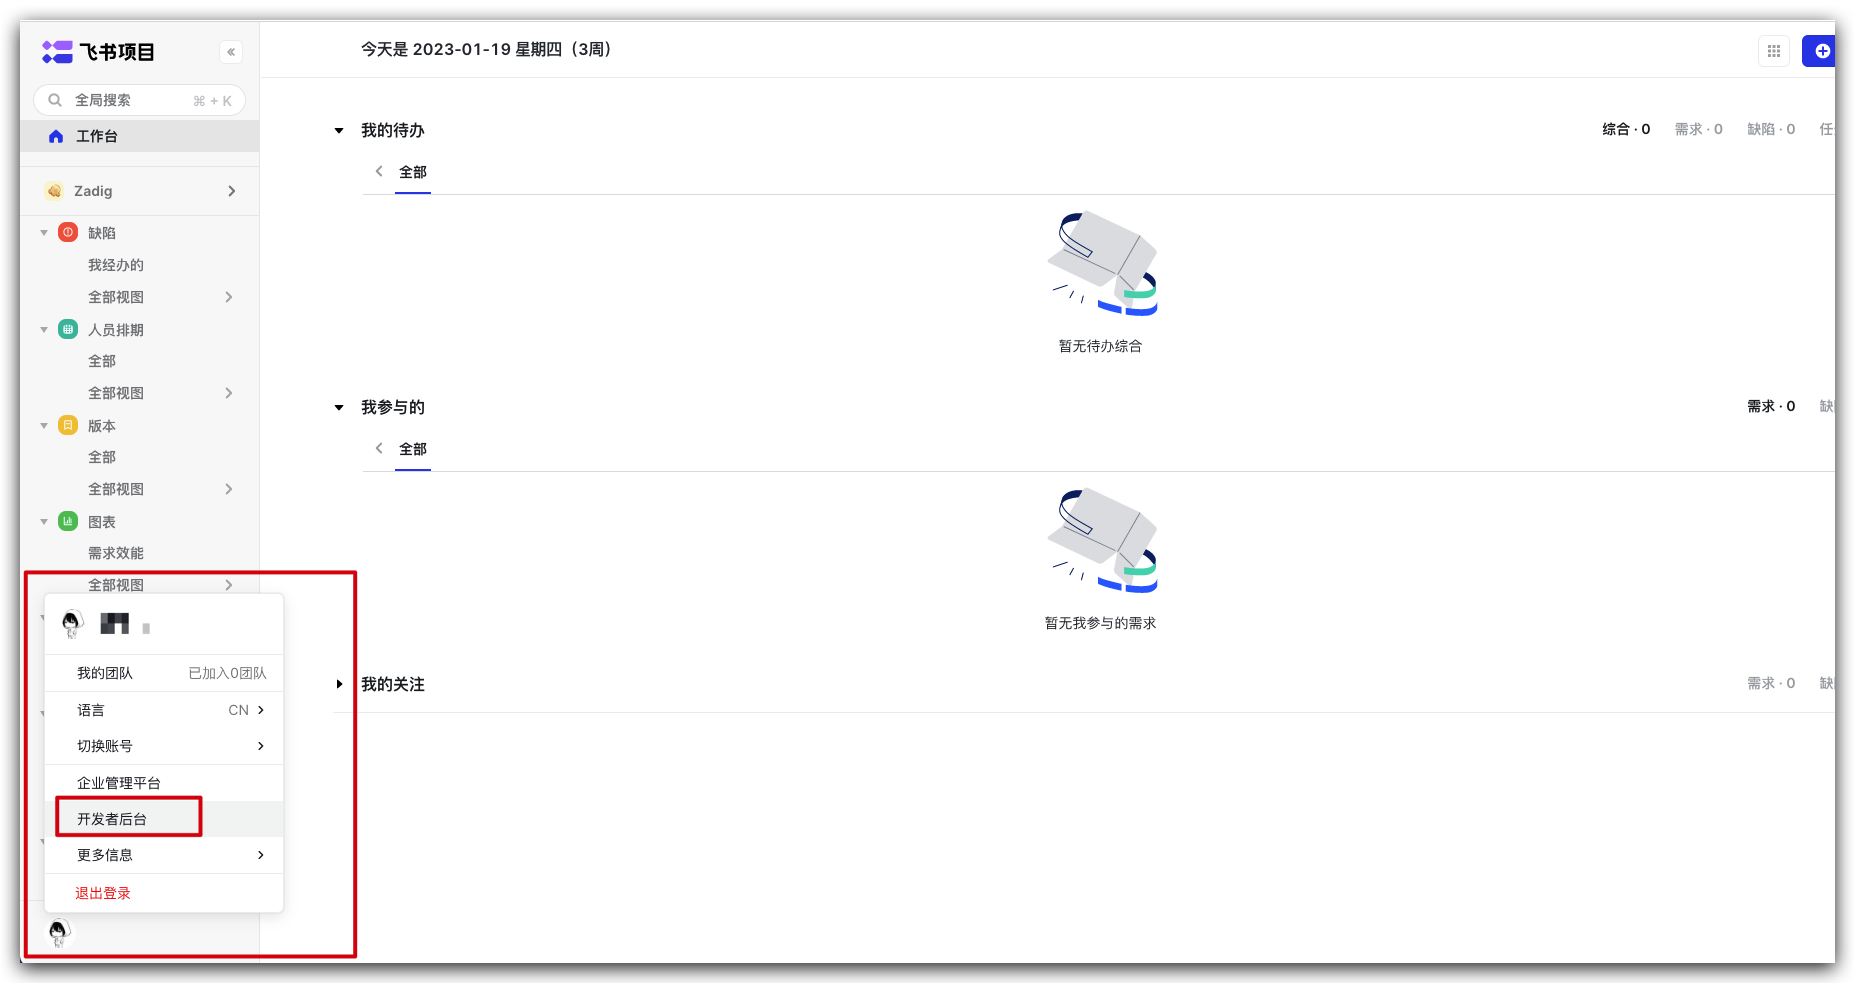 飞书项目
全局搜索 ⌘ + K
工作台
Zadig
缺陷
我经办的
全部视图
人员排期
全部
全部视图
版本
全部
全部视图
图表
需求效能
全部视图
我的团队 已加入0团队
语言 CN
切换账号
企业管理平台
开发者后台
更多信息
退出登录
今天是 2023-01-19 星期四（3周）
我的待办
综合 · 0 需求 · 0 缺陷 · 0 任
全部
暂无待办综合
我参与的
需求 · 0 缺
全部
暂无我参与的需求
我的关注
需求 · 0 缺